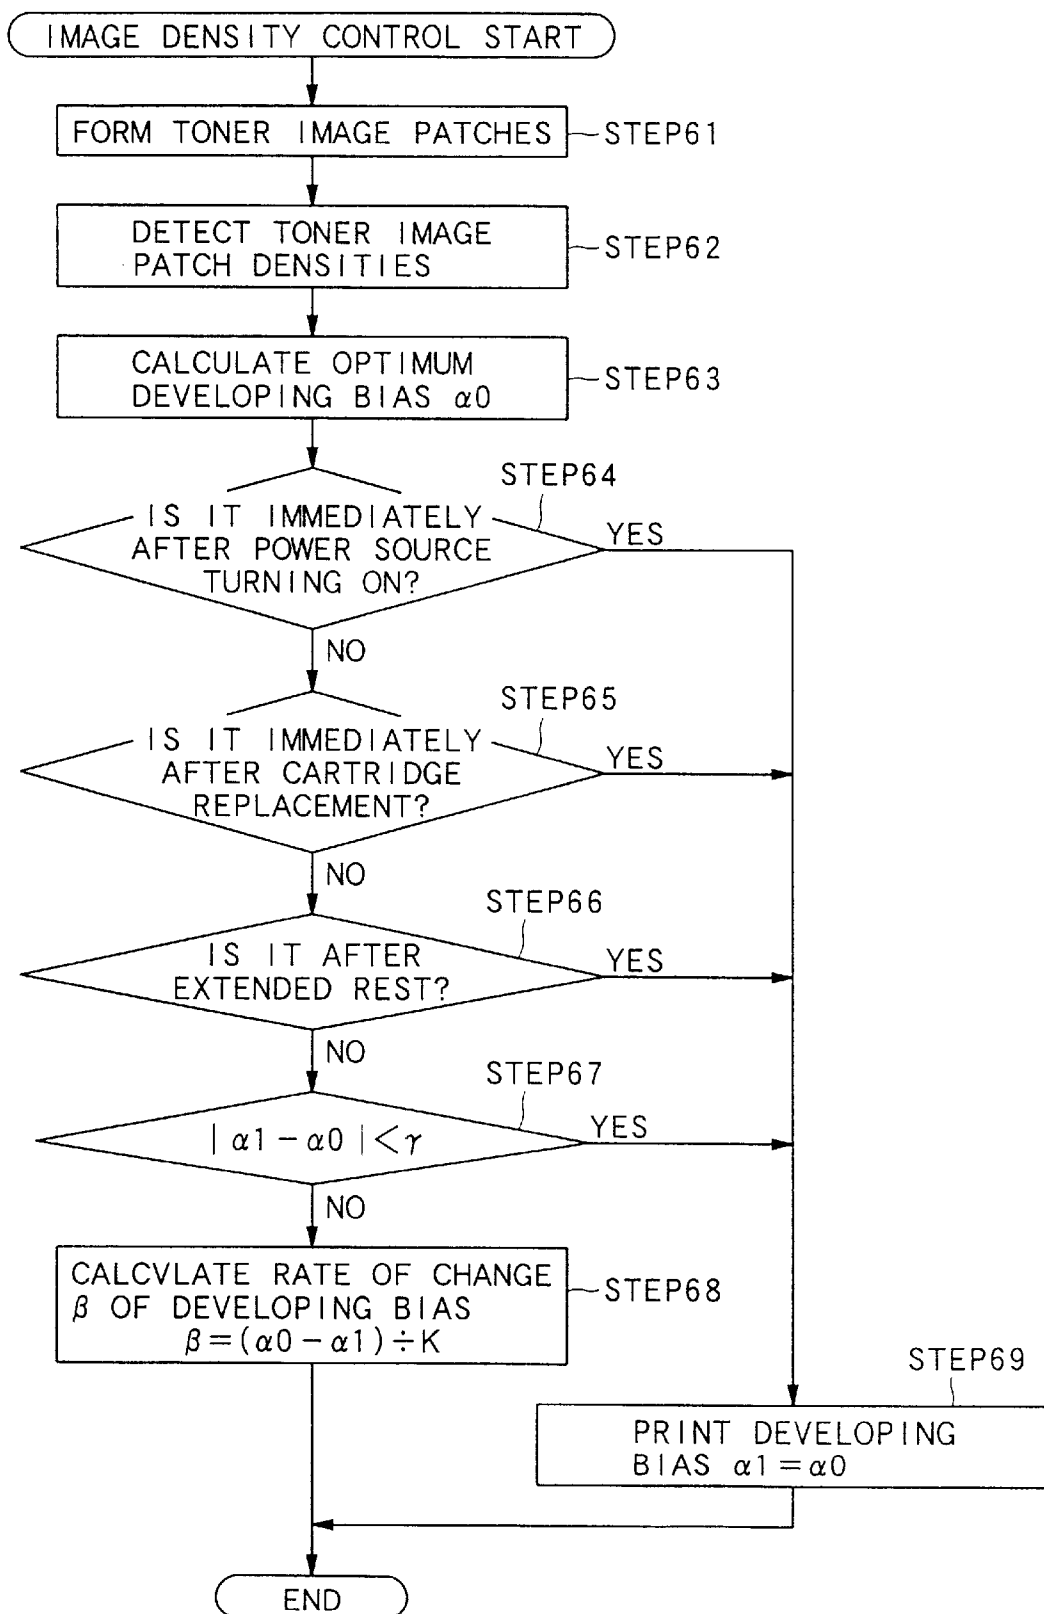 IMAGE DENSITY CONTROL START
FORM TONER IMAGE PATCHES
STEP61
DETECT TONER IMAGE
PATCH DENSITIES
STEP62
CALCULATE OPTIMUM
DEVELOPING BIAS α0
STEP63
STEP64
IS IT IMMEDIATELY
AFTER POWER SOURCE
TURNING ON?
YES
NO
STEP65
IS IT IMMEDIATELY
AFTER CARTRIDGE
REPLACEMENT?
YES
NO
STEP66
IS IT AFTER
EXTENDED REST?
YES
NO
STEP67
|α1-α0|<γ
YES
NO
CALCVLATE RATE OF CHANGE
β OF DEVELOPING BIAS
β=(α0-α1)÷K
STEP68
STEP69
PRINT DEVELOPING
BIAS α1=α0
END